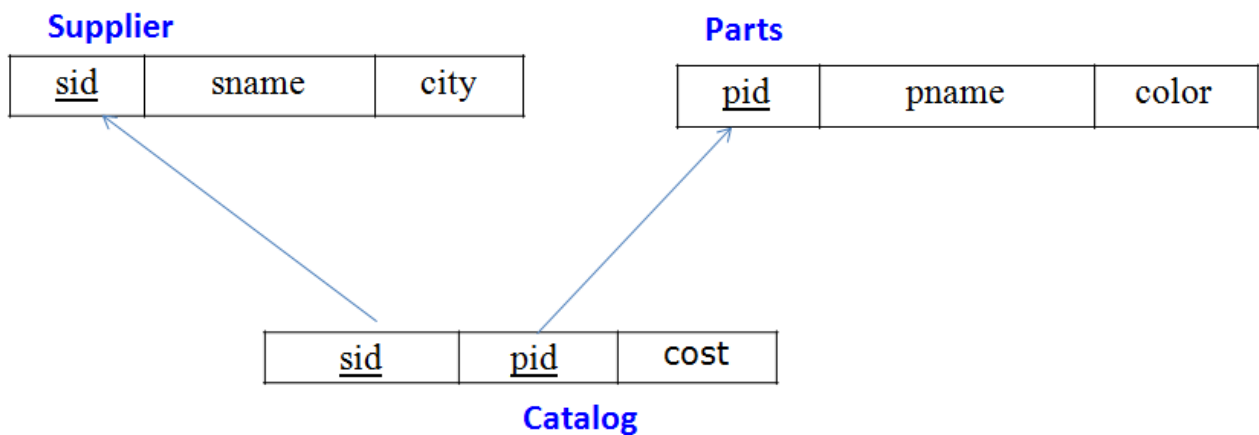 Supplier
sid sname city
Parts
pid pname color
sid pid cost
Catalog